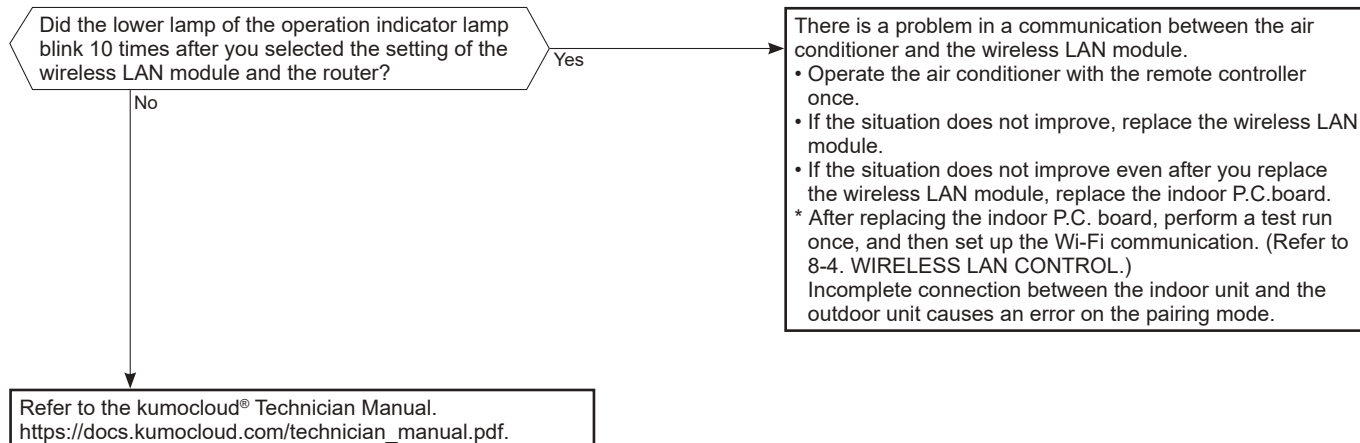 Did the lower lamp of the operation indicator lamp
blink 10 times after you selected the setting of the
wireless LAN module and the router?
Yes
No
There is a problem in a communication between the air
conditioner and the wireless LAN module.
• Operate the air conditioner with the remote controller
once.
• If the situation does not improve, replace the wireless LAN
module.
• If the situation does not improve even after you replace
the wireless LAN module, replace the indoor P.C.board.
* After replacing the indoor P.C. board, perform a test run
once, and then set up the Wi-Fi communication. (Refer to
8-4. WIRELESS LAN CONTROL.)
Incomplete connection between the indoor unit and the
outdoor unit causes an error on the pairing mode.
Refer to the kumocloud® Technician Manual.
https://docs.kumocloud.com/technician_manual.pdf.